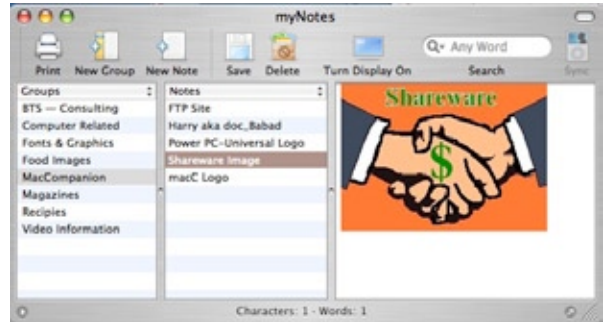 myNotes
Print New Group New Note Save Delete Turn Display On Any Word Search Sync
Groups
BTS — Consulting
Computer Related
Fonts & Graphics
Food Images
MacCompanion
Magazines
Recipies
Video Information
Notes
FTP Site
Harry aka doc_Babad
Power PC-Universal Logo
Shareware Image
macC Logo
Shareware
$
Characters: 1 - Words: 1